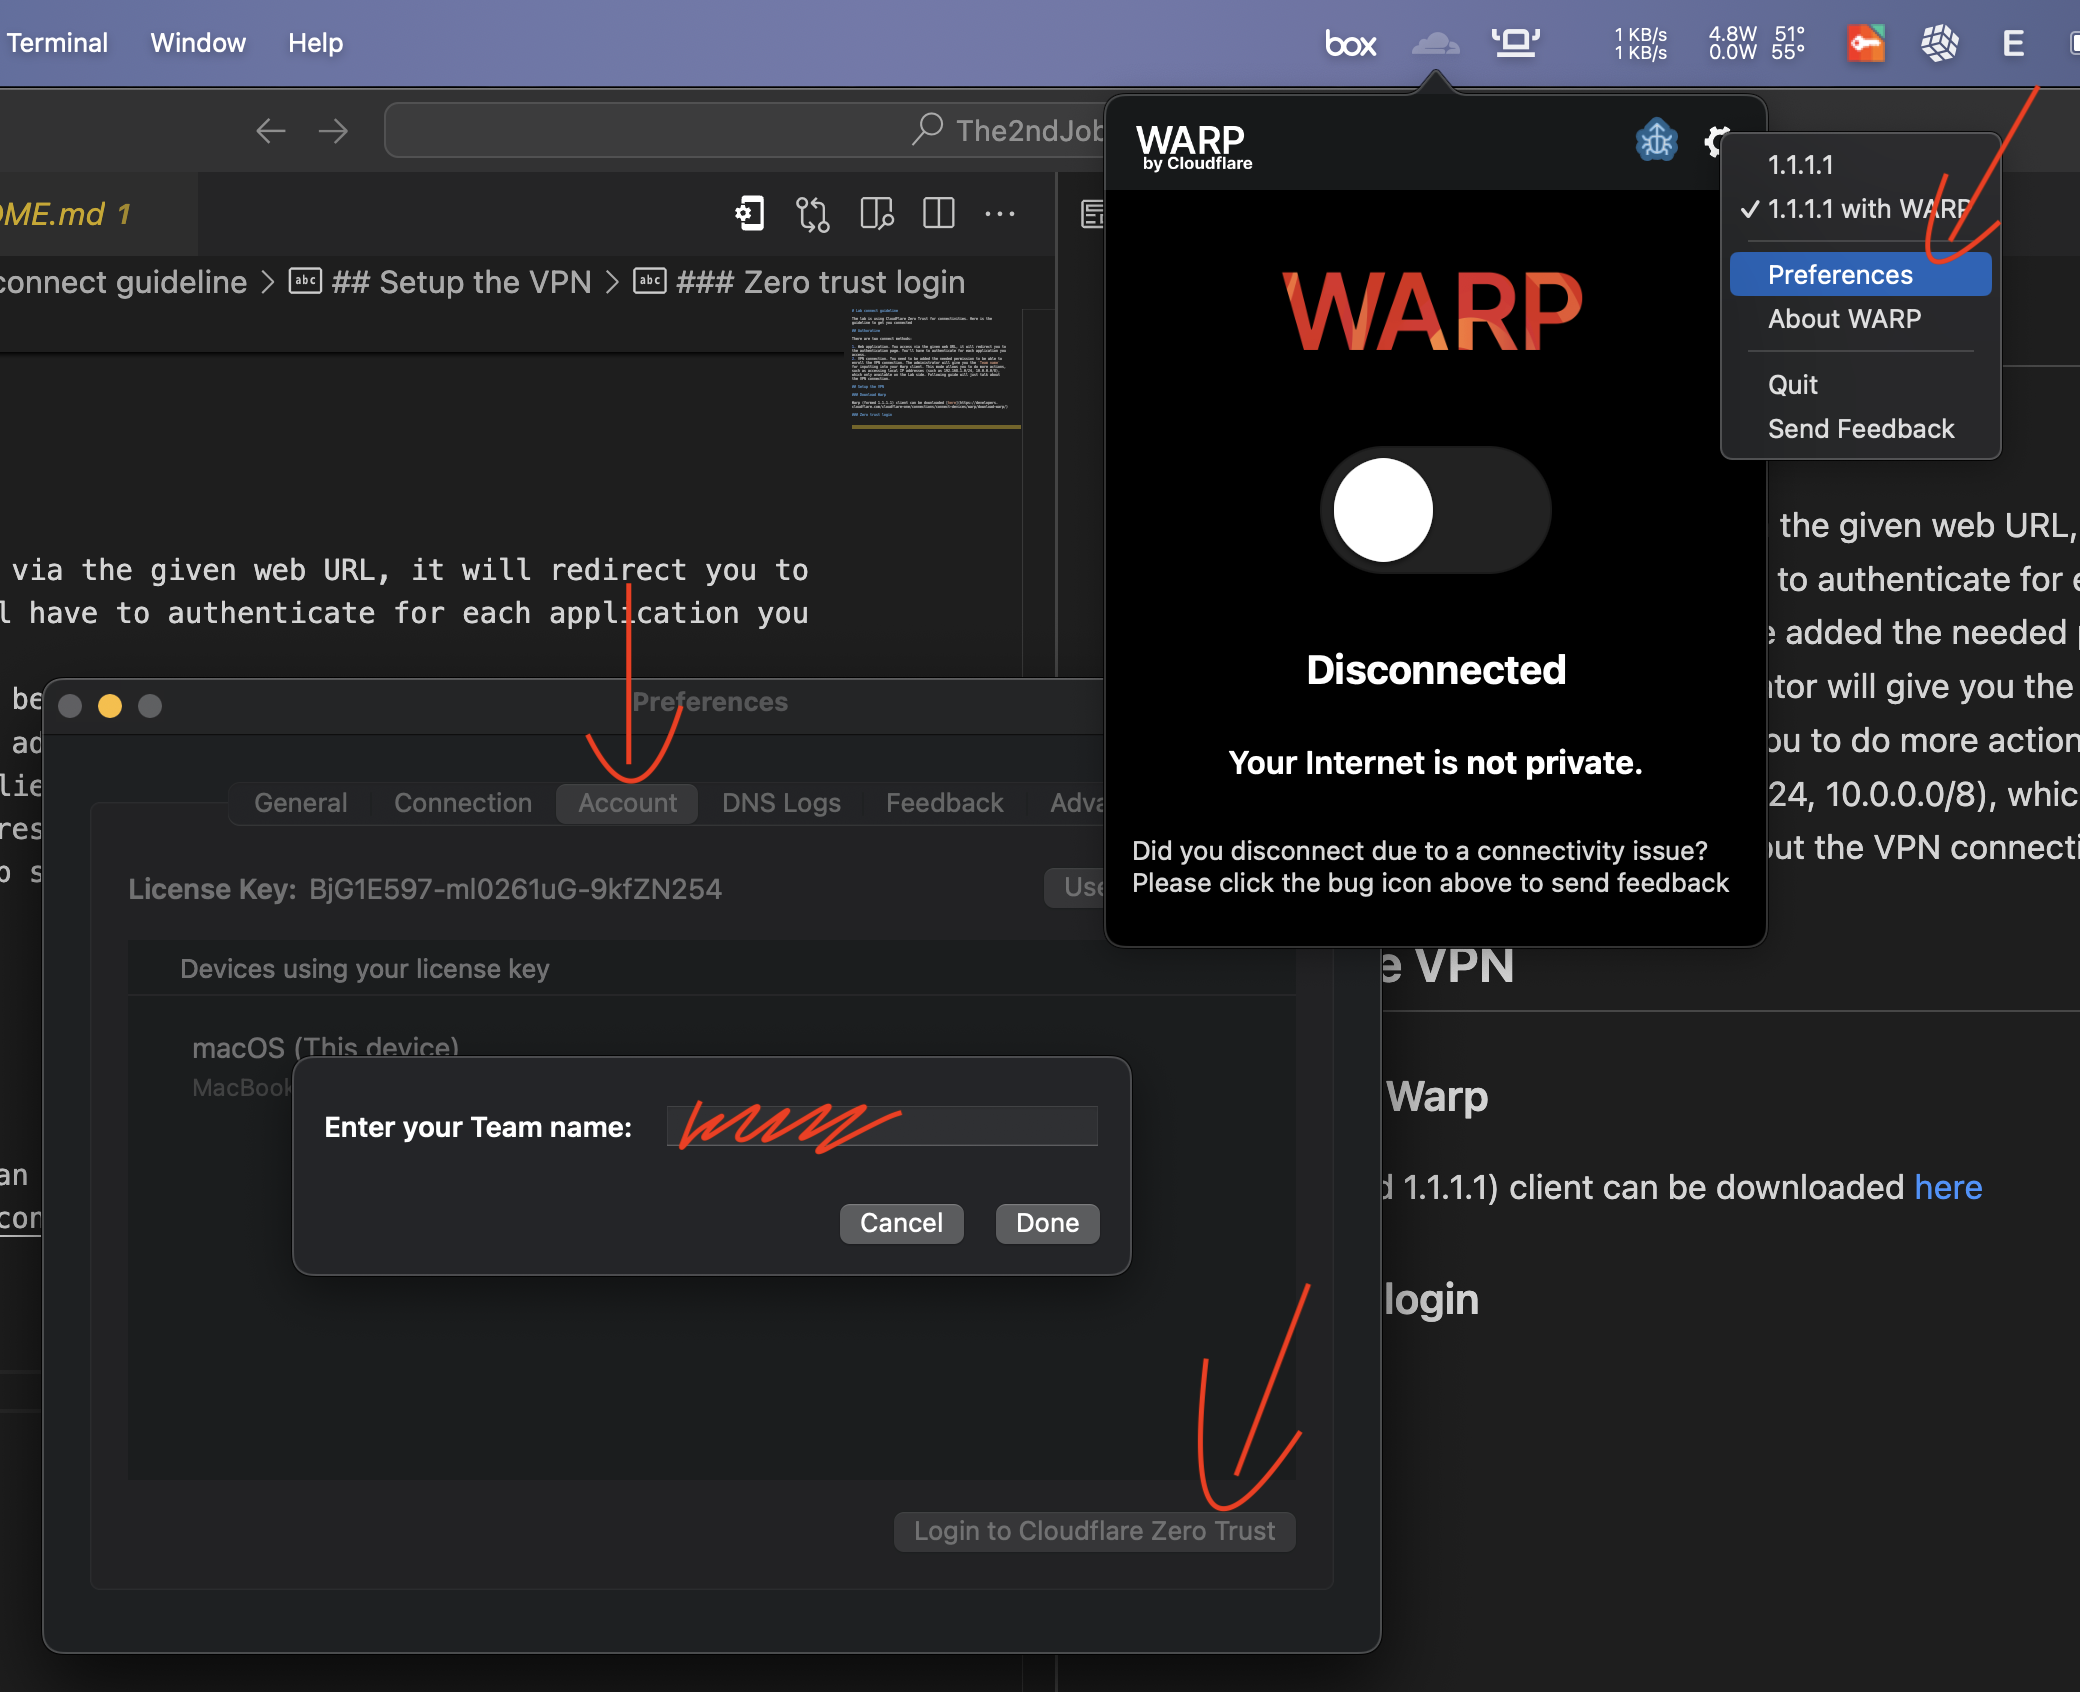 Terminal Window Help
box 1 KB/s 4.8W 51° E
1 KB/s 0.0W 55°
The2ndJob
OME.md 1
connect guideline > abc ## Setup the VPN > abc ### Zero trust login
WARP
by Cloudflare
1.1.1.1
✓ 1.1.1.1 with WARP
Preferences
About WARP
Quit
Send Feedback
WARP
Disconnected
Your Internet is not private.
Did you disconnect due to a connectivity issue?
Please click the bug icon above to send feedback
via the given web URL, it will redirect you to
l have to authenticate for each application you
be
ad
lie
res
p s
an
con
Preferences
General Connection Account DNS Logs Feedback Adva
License Key: BjG1E597-ml0261uG-9kfZN254
Use
Devices using your license key
macOS (This device)
MacBook
Enter your Team name:
Cancel Done
Login to Cloudflare Zero Trust
the given web URL,
to authenticate for e
e added the needed
tor will give you the
ou to do more action
24, 10.0.0.0/8), whic
out the VPN connecti
e VPN
Warp
d 1.1.1.1) client can be downloaded here
login